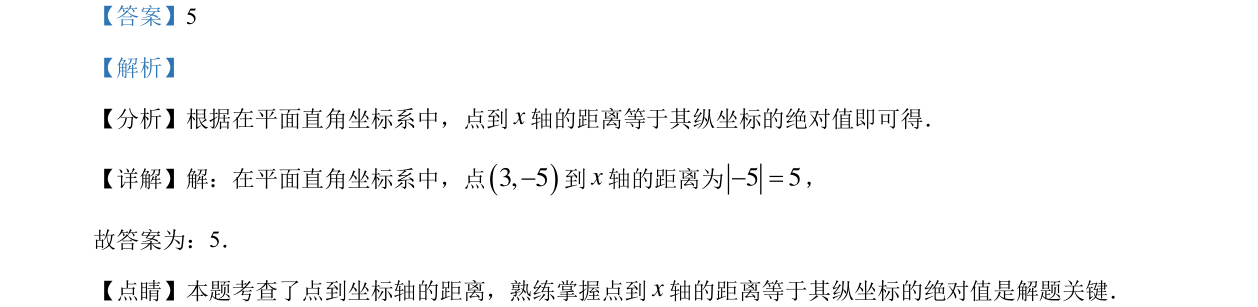 【答案】5
【解析】
【分析】根据在平面直角坐标系中，点到 x 轴的距离等于其纵坐标的绝对值即可得．
【详解】解：在平面直角坐标系中，点(3,−5)到 x 轴的距离为|−5|=5，
故答案为：5．
【点睛】本题考查了点到坐标轴的距离，熟练掌握点到 x 轴的距离等于其纵坐标的绝对值是解题关键．